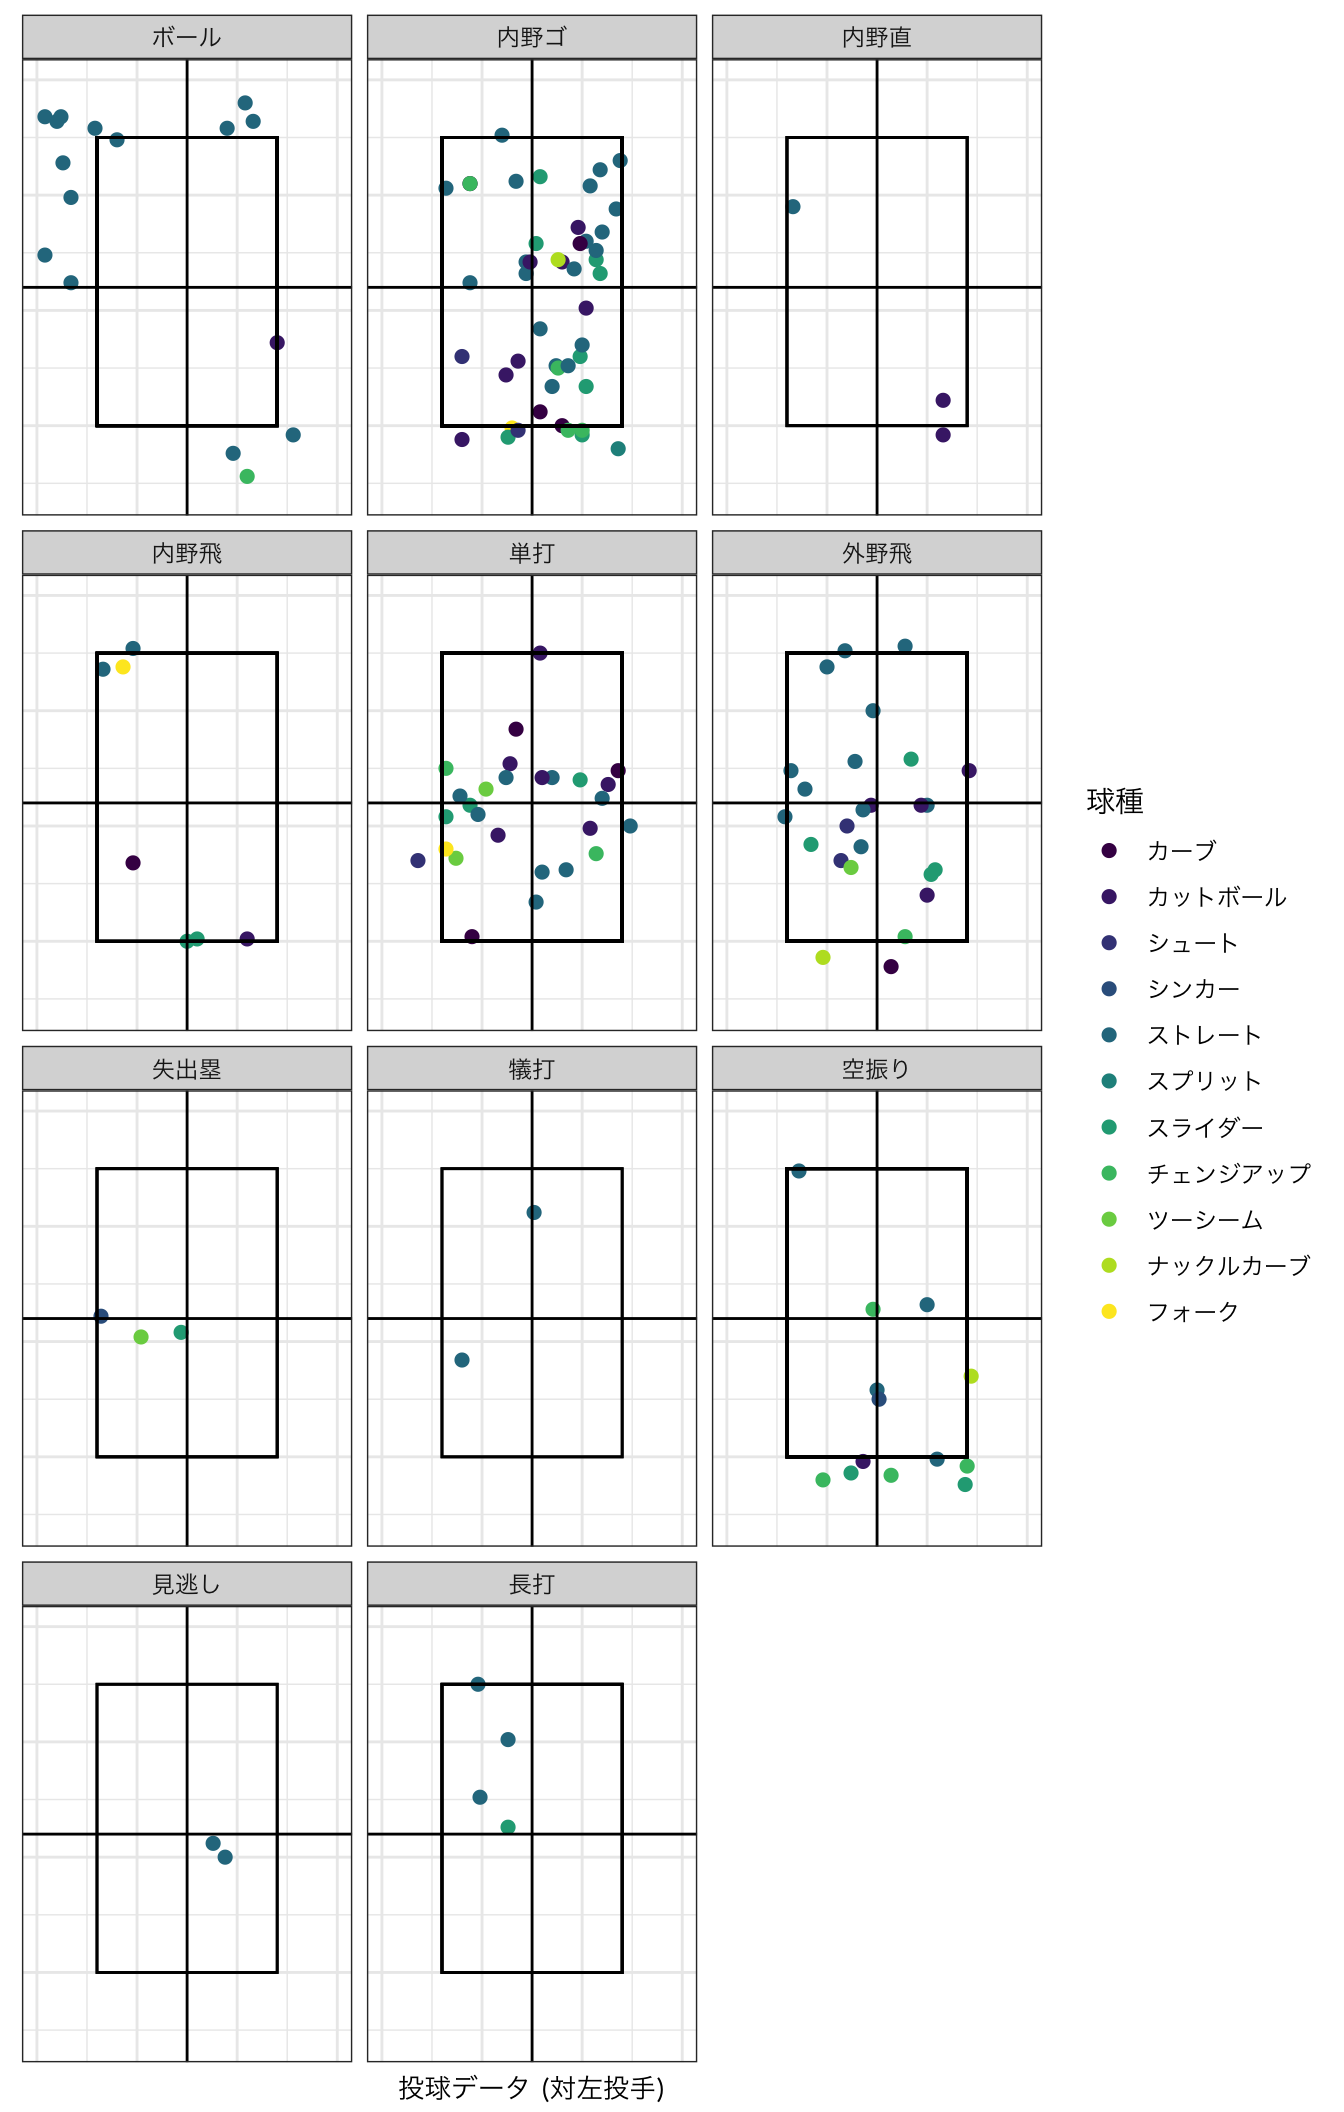 ボール
内野ゴ
内野直
内野飛
単打
外野飛
失出塁
犠打
空振り
見逃し
長打
球種
カーブ
カットボール
シュート
シンカー
ストレート
スプリット
スライダー
チェンジアップ
ツーシーム
ナックルカーブ
フォーク
投球データ (対左投手)